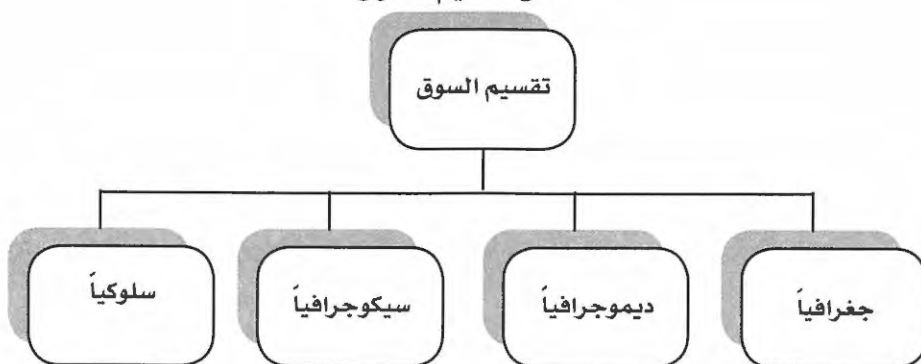 تقسيم السوق
جغرافياً
ديموجرافياً
سيكوجرافياً
سلوكياً